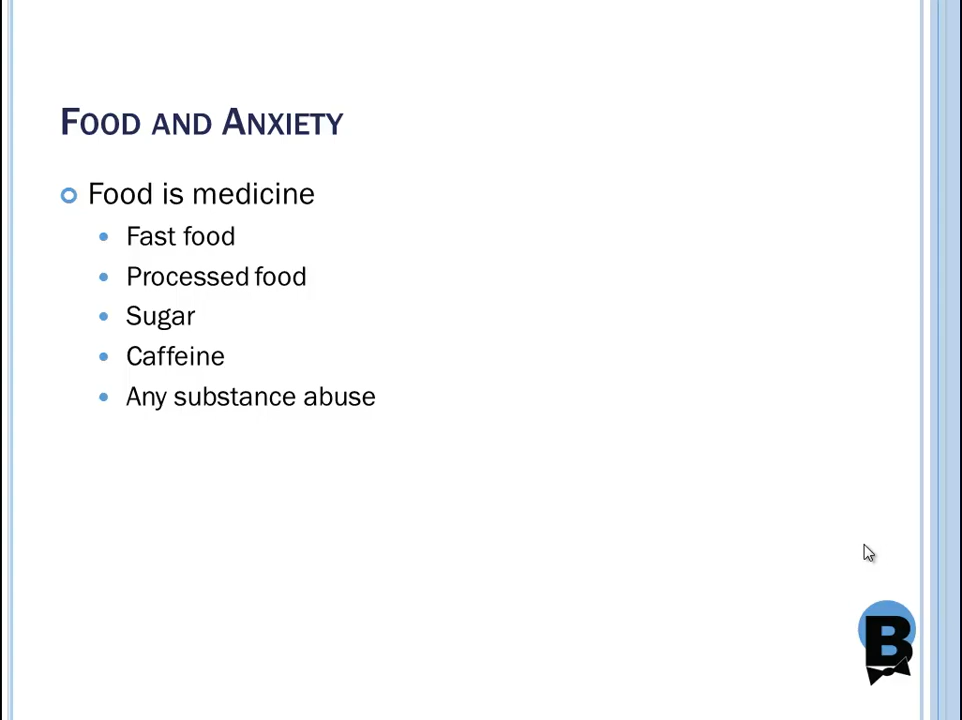 Food and Anxiety
Food is medicine
Fast food
Processed food
Sugar
Caffeine
Any substance abuse
B